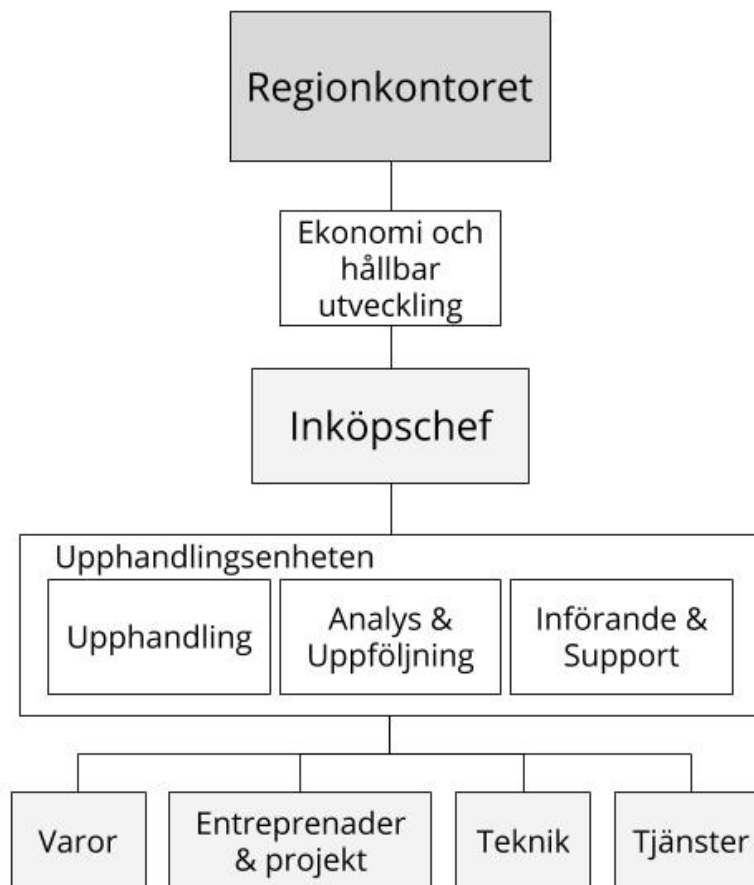 Regionkontoret
Ekonomi och
hållbar
utveckling
Inköpschef
Upphandlingsenheten
Upphandling
Analys &
Uppföljning
Införande &
Support
Varor
Entreprenader
& projekt
Teknik
Tjänster